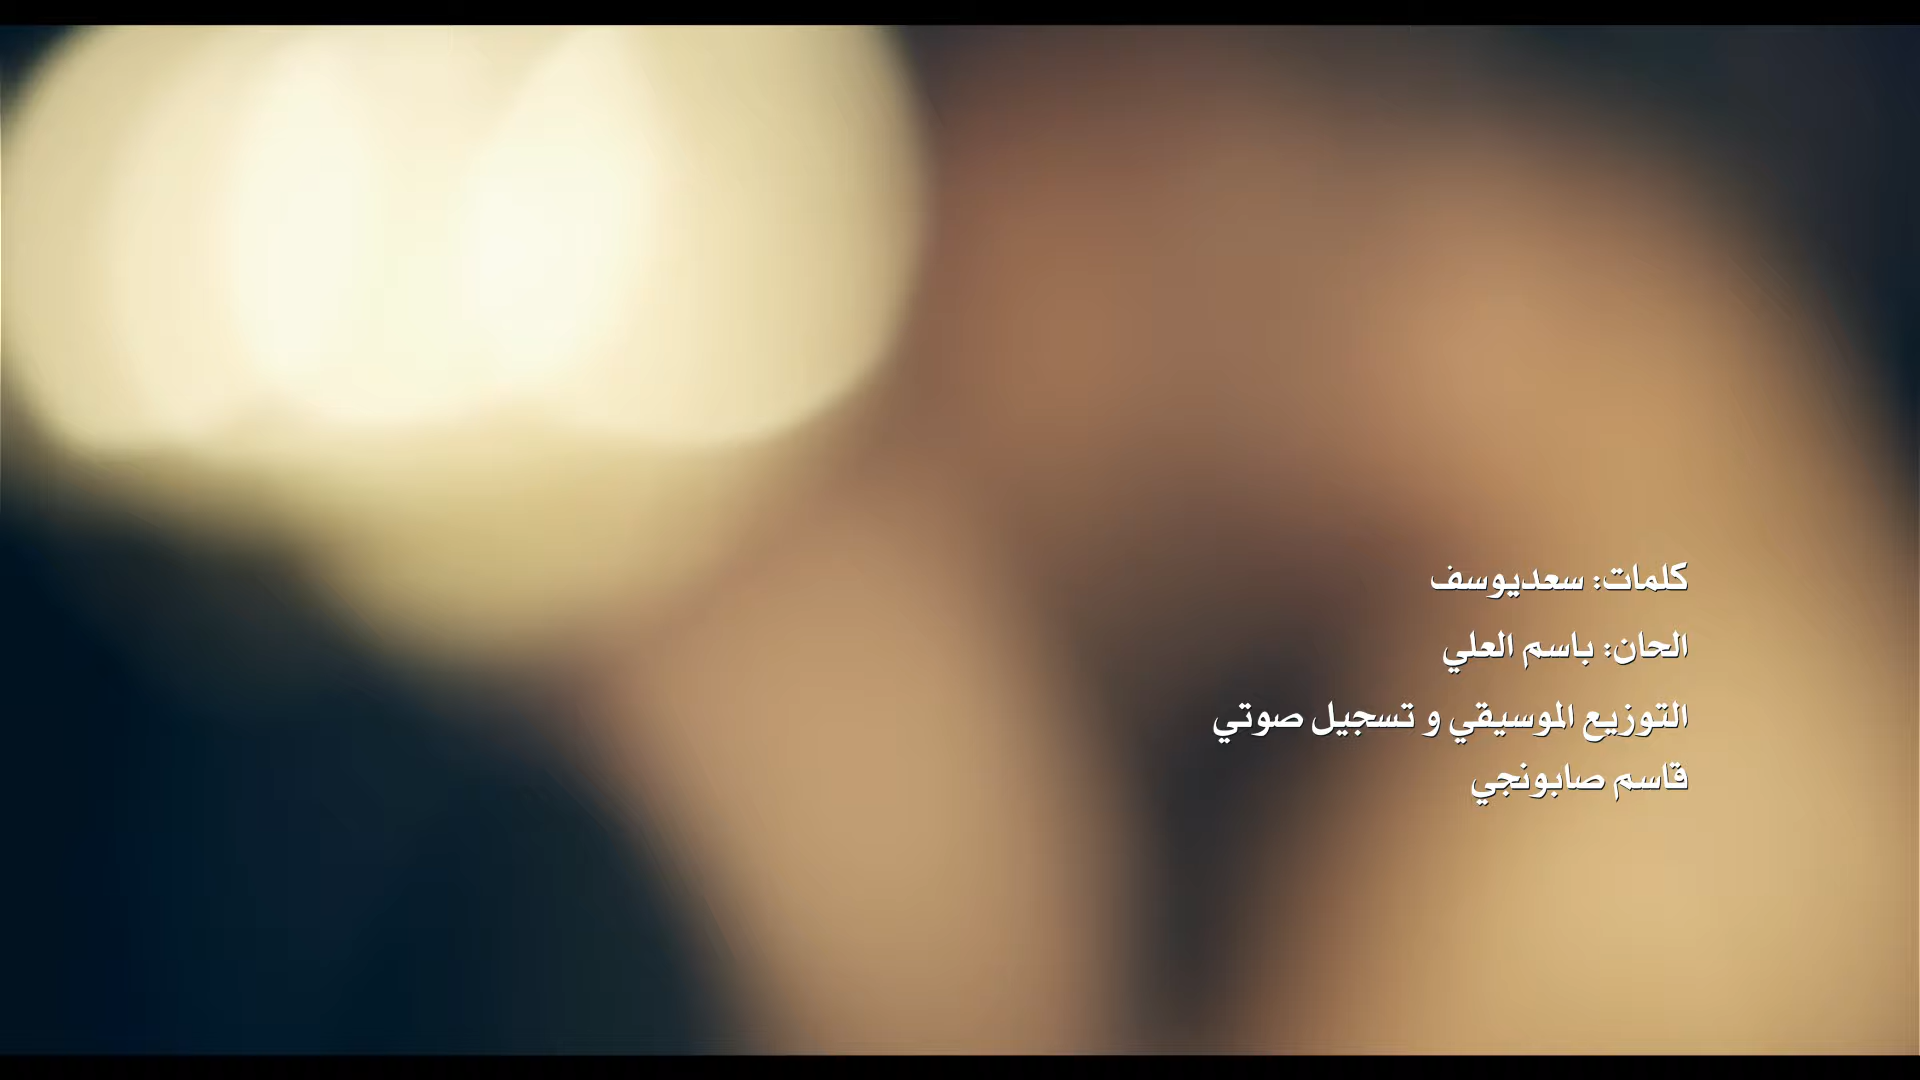 كلمات: سعديوسف
الحان: باسم العلي
التوزيع الموسيقي و تسجيل صوتي
قاسم صابونجي